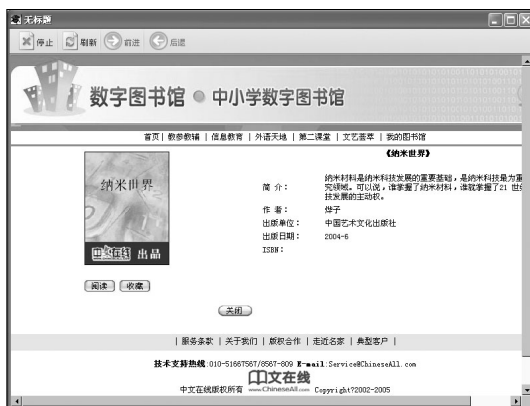 无标题
停止 刷新 前进 后退
数字图书馆 ● 中小学数字图书馆
首页 | 教参教辅 | 信息教育 | 外语天地 | 第二课堂 | 文艺荟萃 | 我的图书馆
《纳米世界》
纳米世界
中文在线 出品
简 介：
纳米材料是纳米科技发展的重要基础，是纳米科技最为重
究领域。可以说，谁掌握了纳米材料，谁就掌握了21 世纪
技发展的主动权。
作 者： 烨子
出版单位： 中国艺术文化出版社
出版日期： 2004-6
ISBN：
阅读 收藏
关闭
| 服务条款 | 关于我们 | 版权合作 | 走近名家 | 典型客户 |
技术支持热线:010-51667567/8567-809 E-mail:Service@ChineseAll.com
中文在线版权所有 中文在线 www.ChineseAll.com Copyright?2002-2005